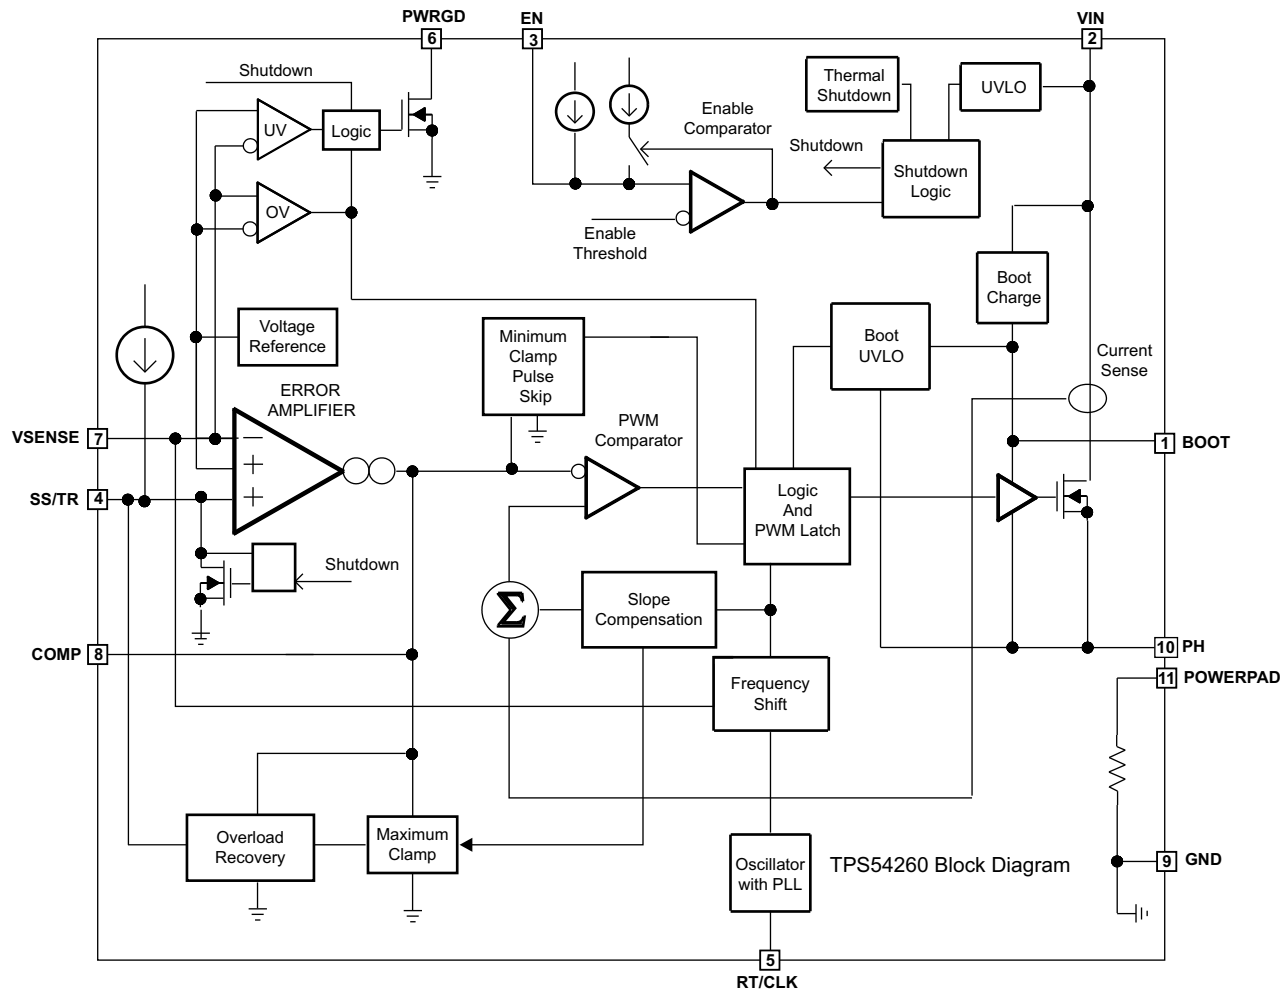 PWRGD
6
EN
3
VIN
2
Shutdown
UV
Logic
OV
Enable
Comparator
Enable
Threshold
Thermal
Shutdown
UVLO
Shutdown
Shutdown
Logic
Boot
Charge
Voltage
Reference
ERROR
AMPLIFIER
Minimum
Clamp
Pulse
Skip
PWM
Comparator
Boot
UVLO
Current
Sense
VSENSE
7
−
+
+
SS/TR
4
1
BOOT
Logic
And
PWM Latch
Shutdown
Σ
Slope
Compensation
COMP
8
10
PH
11
POWERPAD
Frequency
Shift
Overload
Recovery
Maximum
Clamp
Oscillator
with PLL
TPS54260 Block Diagram
9
GND
5
RT/CLK